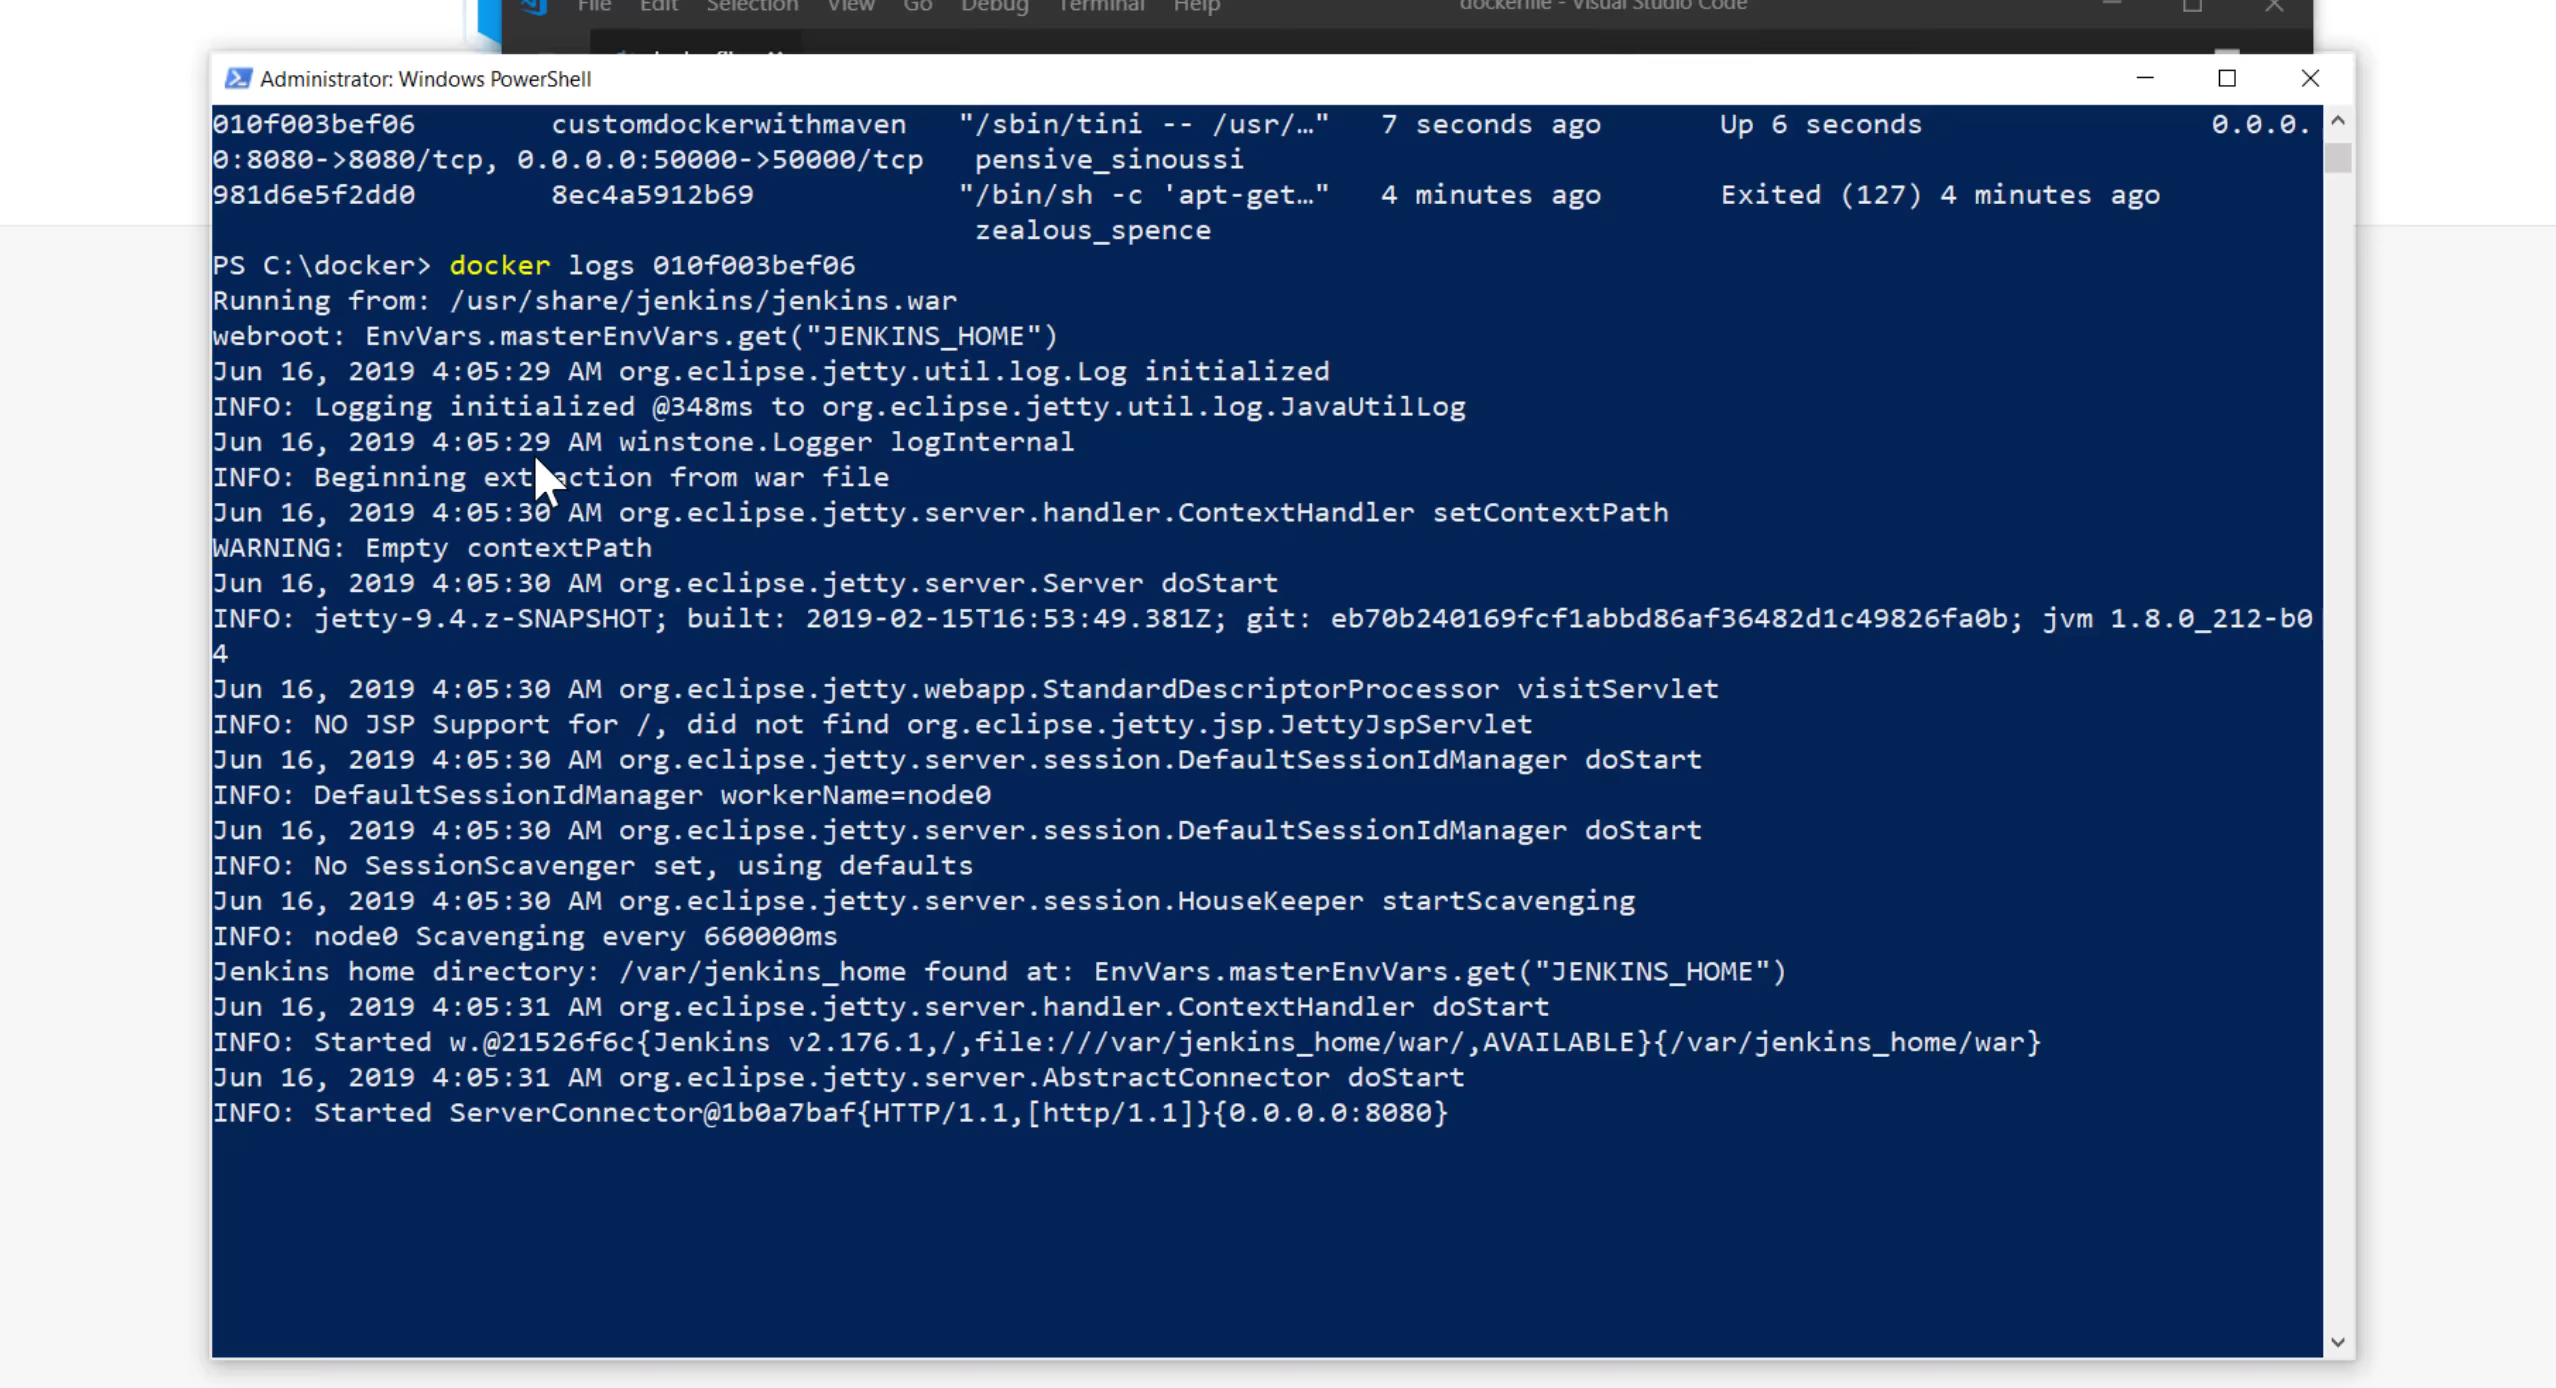 File Edit Selection View Go Debug Terminal Help dockerfile - Visual Studio Code
Administrator: Windows PowerShell
010f003bef06 customdockerwithmaven "/sbin/tini -- /usr/…" 7 seconds ago Up 6 seconds 0.0.0.
0:8080->8080/tcp, 0.0.0.0:50000->50000/tcp pensive_sinoussi
981d6e5f2dd0 8ec4a5912b69 "/bin/sh -c 'apt-get…" 4 minutes ago Exited (127) 4 minutes ago
zealous_spence
PS C:\docker> docker logs 010f003bef06
Running from: /usr/share/jenkins/jenkins.war
webroot: EnvVars.masterEnvVars.get("JENKINS_HOME")
Jun 16, 2019 4:05:29 AM org.eclipse.jetty.util.log.Log initialized
INFO: Logging initialized @348ms to org.eclipse.jetty.util.log.JavaUtilLog
Jun 16, 2019 4:05:29 AM winstone.Logger logInternal
INFO: Beginning extraction from war file
Jun 16, 2019 4:05:30 AM org.eclipse.jetty.server.handler.ContextHandler setContextPath
WARNING: Empty contextPath
Jun 16, 2019 4:05:30 AM org.eclipse.jetty.server.Server doStart
INFO: jetty-9.4.z-SNAPSHOT; built: 2019-02-15T16:53:49.381Z; git: eb70b240169fcf1abbd86af36482d1c49826fa0b; jvm 1.8.0_212-b0
4
Jun 16, 2019 4:05:30 AM org.eclipse.jetty.webapp.StandardDescriptorProcessor visitServlet
INFO: NO JSP Support for /, did not find org.eclipse.jetty.jsp.JettyJspServlet
Jun 16, 2019 4:05:30 AM org.eclipse.jetty.server.session.DefaultSessionIdManager doStart
INFO: DefaultSessionIdManager workerName=node0
Jun 16, 2019 4:05:30 AM org.eclipse.jetty.server.session.DefaultSessionIdManager doStart
INFO: No SessionScavenger set, using defaults
Jun 16, 2019 4:05:30 AM org.eclipse.jetty.server.session.HouseKeeper startScavenging
INFO: node0 Scavenging every 660000ms
Jenkins home directory: /var/jenkins_home found at: EnvVars.masterEnvVars.get("JENKINS_HOME")
Jun 16, 2019 4:05:31 AM org.eclipse.jetty.server.handler.ContextHandler doStart
INFO: Started w.@21526f6c{Jenkins v2.176.1,/,file:///var/jenkins_home/war/,AVAILABLE}{/var/jenkins_home/war}
Jun 16, 2019 4:05:31 AM org.eclipse.jetty.server.AbstractConnector doStart
INFO: Started ServerConnector@1b0a7baf{HTTP/1.1,[http/1.1]}{0.0.0.0:8080}